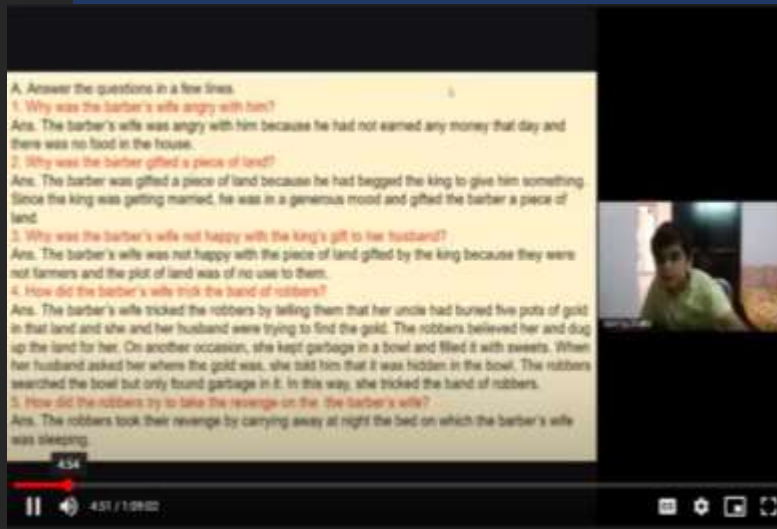 A. Answer the questions in a few lines.
1. Why was the barber's wife angry with him?
Ans. The barber's wife was angry with him because he had not earned any money that day and
there was no food in the house.
2. Why was the barber gifted a piece of land?
Ans. The barber was gifted a piece of land because he had begged the king to give him something.
Since the king was getting married, he was in a generous mood and gifted the barber a piece of
land.
3. Why was the barber's wife not happy with the king's gift to her husband?
Ans. The barber's wife was not happy with the piece of land gifted by the king because they were
not farmers and the plot of land was of no use to them.
4. How did the barber's wife trick the band of robbers?
Ans. The barber's wife tricked the robbers by telling them that her uncle had buried five pots of gold
in that land and she and her husband were trying to find the gold. The robbers believed her and dug
up the land for her. On another occasion, she kept garbage in a bowl and filled it with sweets. When
her husband asked her where the gold was, she told him that it was hidden in the bowl. The robbers
searched the bowl but only found garbage in it. In this way, she tricked the band of robbers.
5. How did the robbers try to take the revenge on the the barber's wife?
Ans. The robbers took their revenge by carrying away at night the bed on which the barber's wife
was sleeping.
4:54
4:51 / 1:09:02